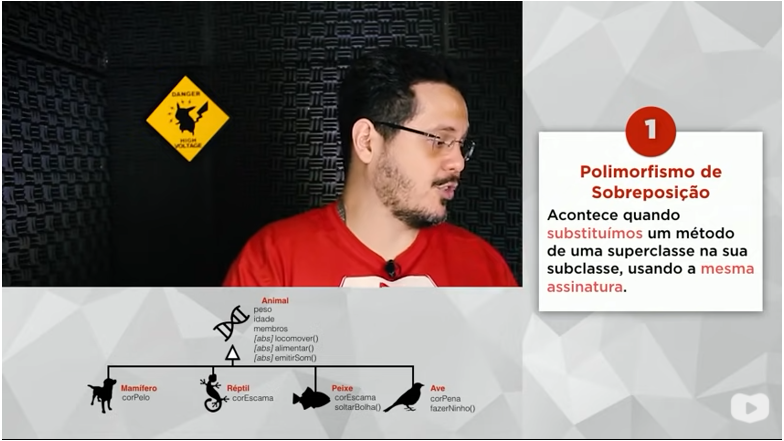 DANGER
HIGH
VOLTAGE
1
Polimorfismo de
Sobreposição
Acontece quando
substituímos um método
de uma superclasse na sua
subclasse, usando a mesma
assinatura.
Animal
peso
idade
membros
[abs] locomover()
[abs] alimentar()
[abs] emitirSom()
Mamífero
corPelo
Réptil
corEscama
Peixe
corEscama
soltarBolha()
Ave
corPena
fazerNinho()